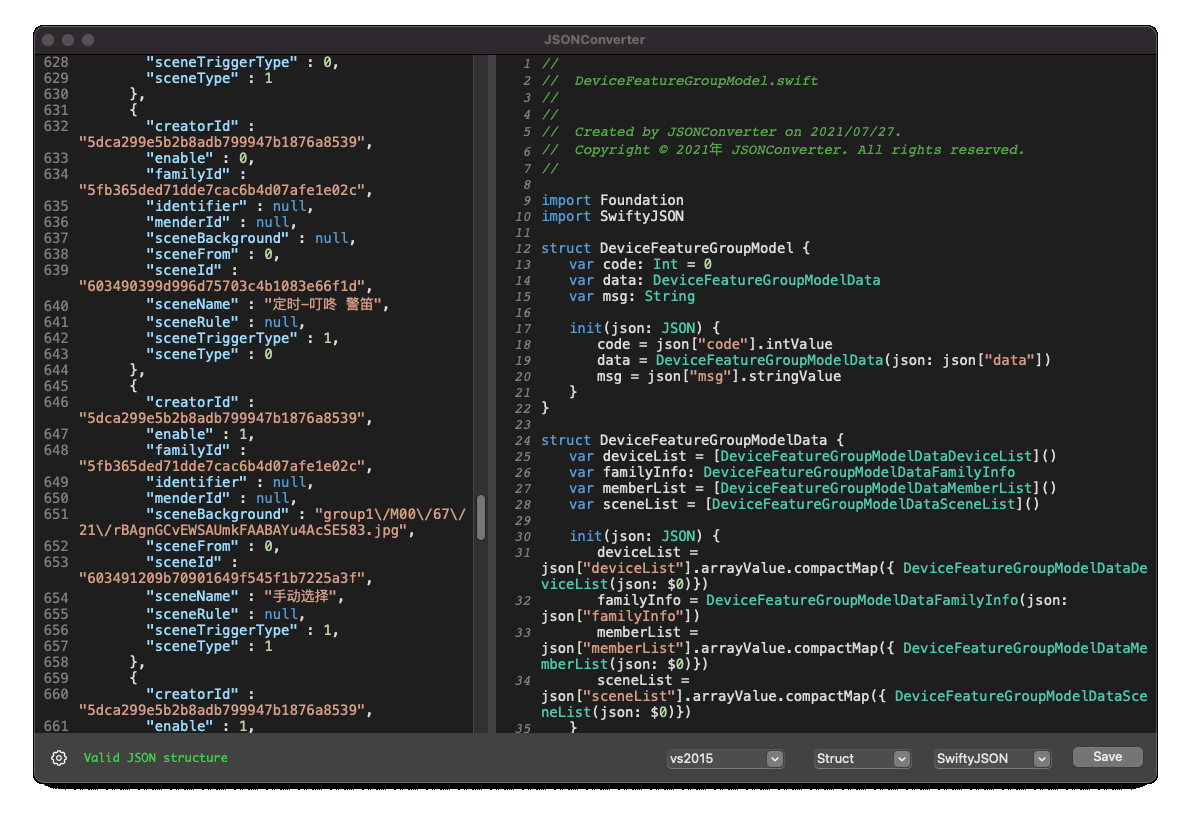 JSONConverter
628 "sceneTriggerType" : 0,
629 "sceneType" : 1
630 },
631 {
632 "creatorId" :
"5dca299e5b2b8adb799947b1876a8539",
633 "enable" : 0,
634 "familyId" :
"5fb365ded71dde7cac6b4d07afe1e02c",
635 "identifier" : null,
636 "menderId" : null,
637 "sceneBackground" : null,
638 "sceneFrom" : 0,
639 "sceneId" :
"603490399d996d75703c4b1083e66f1d",
640 "sceneName" : "定时-叮咚 警笛",
641 "sceneRule" : null,
642 "sceneTriggerType" : 1,
643 "sceneType" : 0
644 },
645 {
646 "creatorId" :
"5dca299e5b2b8adb799947b1876a8539",
647 "enable" : 1,
648 "familyId" :
"5fb365ded71dde7cac6b4d07afe1e02c",
649 "identifier" : null,
650 "menderId" : null,
651 "sceneBackground" : "group1\/M00\/67\/
21\/rBAgnGCvEWSAUmkFAABAYu4AcSE583.jpg",
652 "sceneFrom" : 0,
653 "sceneId" :
"603491209b70901649f545f1b7225a3f",
654 "sceneName" : "手动选择",
655 "sceneRule" : null,
656 "sceneTriggerType" : 1,
657 "sceneType" : 1
658 },
659 {
660 "creatorId" :
"5dca299e5b2b8adb799947b1876a8539",
661 "enable" : 1,
1 //
2 // DeviceFeatureGroupModel.swift
3 //
4 //
5 // Created by JSONConverter on 2021/07/27.
6 // Copyright © 2021年 JSONConverter. All rights reserved.
7 //
8
9 import Foundation
10 import SwiftyJSON
11
12 struct DeviceFeatureGroupModel {
13 var code: Int = 0
14 var data: DeviceFeatureGroupModelData
15 var msg: String
16
17 init(json: JSON) {
18 code = json["code"].intValue
19 data = DeviceFeatureGroupModelData(json: json["data"])
20 msg = json["msg"].stringValue
21 }
22 }
23
24 struct DeviceFeatureGroupModelData {
25 var deviceList = [DeviceFeatureGroupModelDataDeviceList]()
26 var familyInfo: DeviceFeatureGroupModelDataFamilyInfo
27 var memberList = [DeviceFeatureGroupModelDataMemberList]()
28 var sceneList = [DeviceFeatureGroupModelDataSceneList]()
29
30 init(json: JSON) {
31 deviceList =
json["deviceList"].arrayValue.compactMap({ DeviceFeatureGroupModelDataDe
viceList(json: $0)})
32 familyInfo = DeviceFeatureGroupModelDataFamilyInfo(json:
json["familyInfo"])
33 memberList =
json["memberList"].arrayValue.compactMap({ DeviceFeatureGroupModelDataMe
mberList(json: $0)})
34 sceneList =
json["sceneList"].arrayValue.compactMap({ DeviceFeatureGroupModelDataSce
neList(json: $0)})
35 }
Valid JSON structure
vs2015
Struct
SwiftyJSON
Save